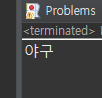 Problems
<terminated>
야구